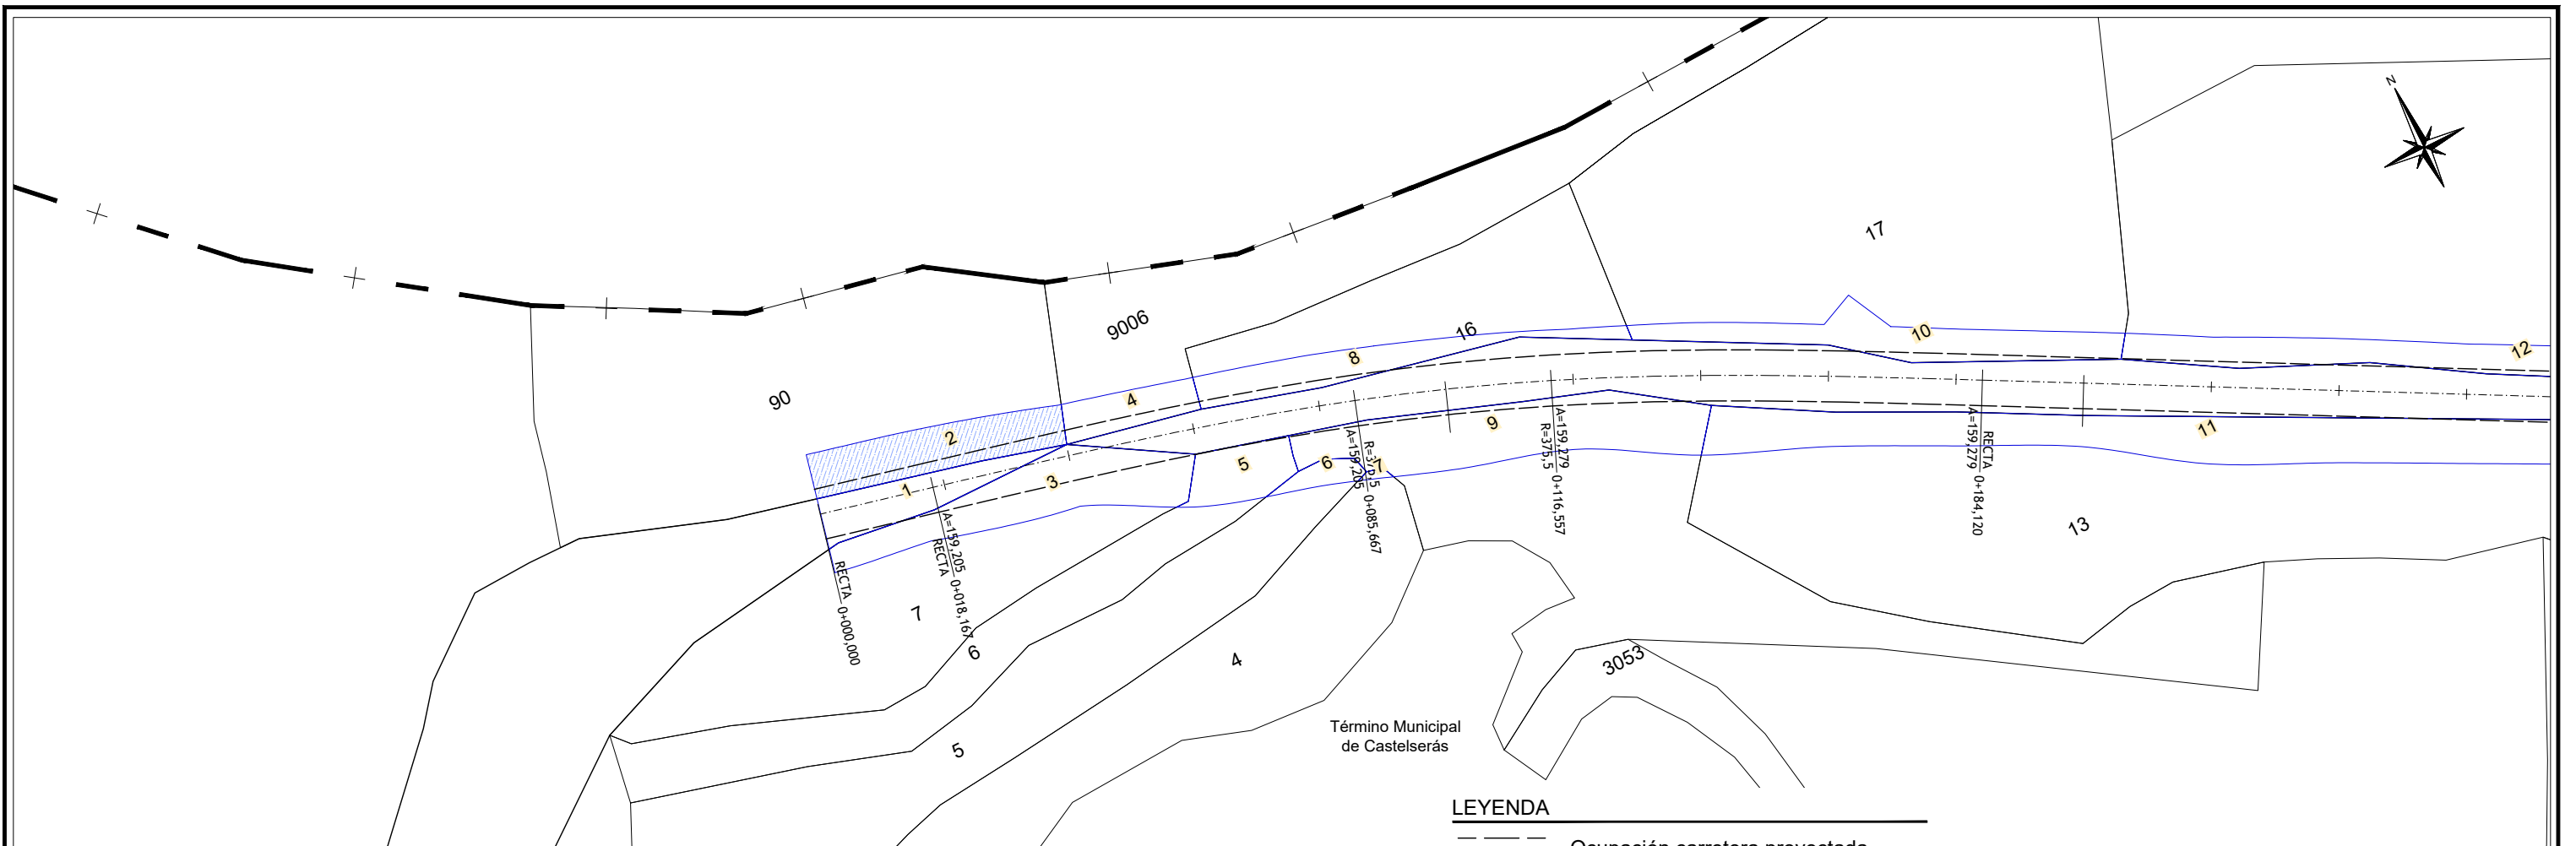 N
17
9006
16
10
8
12
90
4
2
9
11
5
6
7
3
1
A=159,205
RECTA
0+018,167
RECTA
0+000,000
R=375,5
A=159,205
0+085,667
A=159,279
R=375,5
0+116,557
RECTA
A=159,279
0+184,120
13
7
6
4
3053
5
Término Municipal
de Castelserás
LEYENDA
Ocupación carretera proyectada